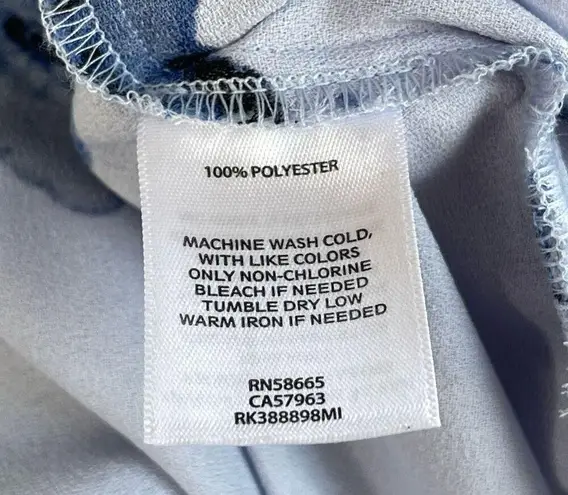 100% POLYESTER
MACHINE WASH COLD,
WITH LIKE COLORS
ONLY NON-CHLORINE
BLEACH IF NEEDED
TUMBLE DRY LOW
WARM IRON IF NEEDED
RN58665
CA57963
RK388898MI